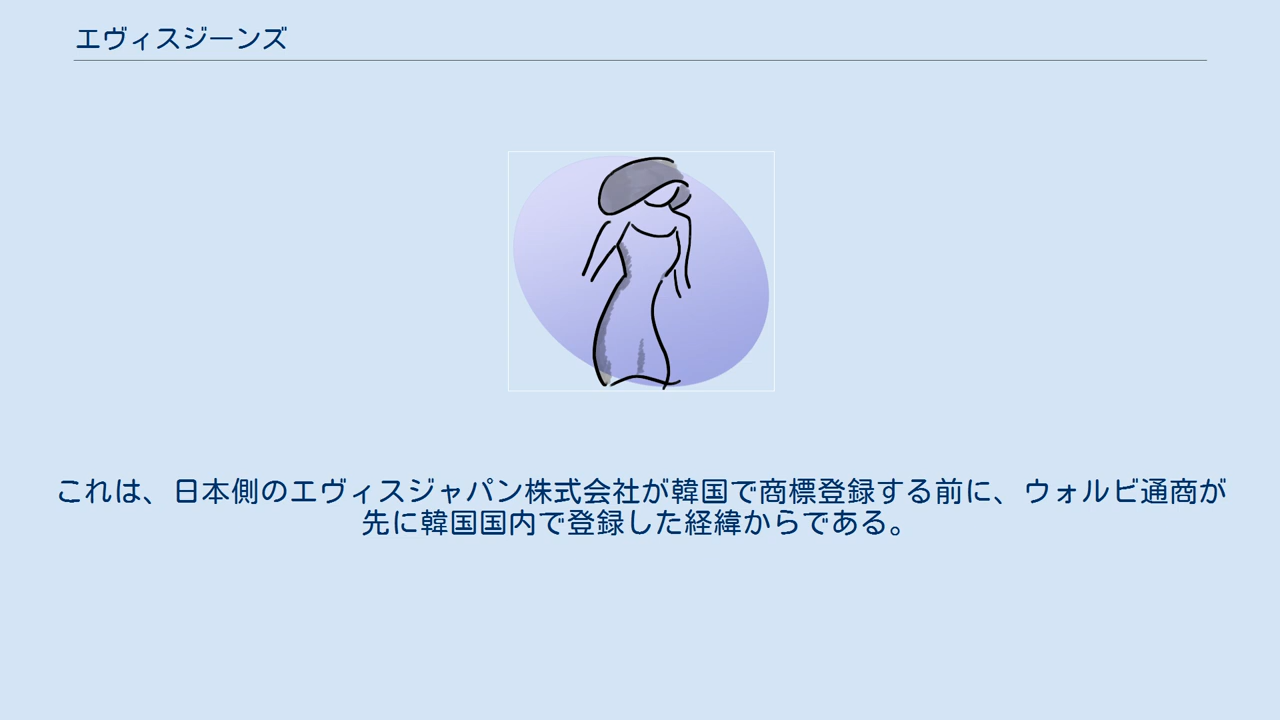 エヴィスジーンズ
これは、日本側のエヴィスジャパン株式会社が韓国で商標登録する前に、ウォルビ通商が
先に韓国国内で登録した経緯からである。